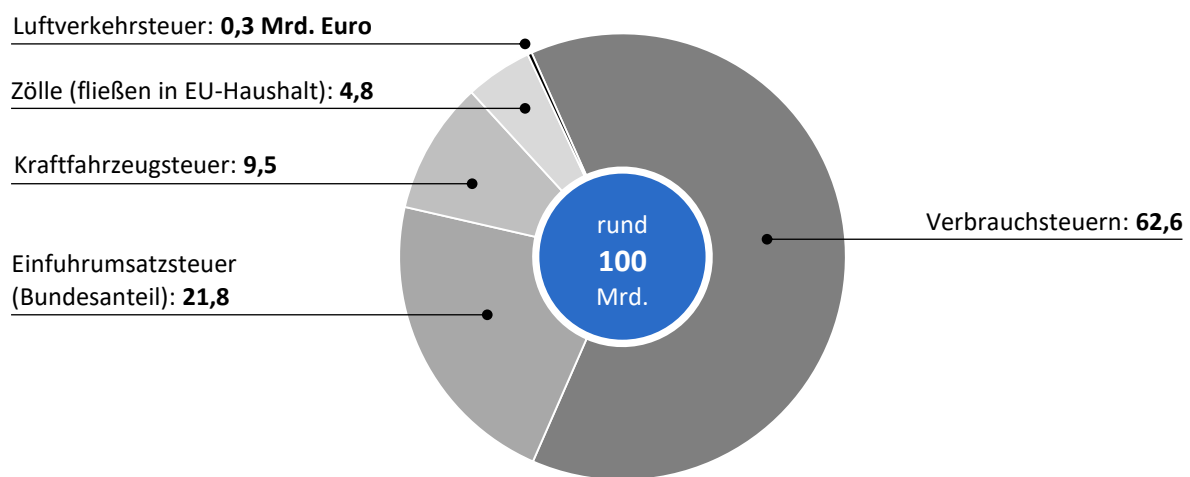 Luftverkehrsteuer: 0,3 Mrd. Euro
Zölle (fließen in EU-Haushalt): 4,8
Kraftfahrzeugsteuer: 9,5
Einfuhrumsatzsteuer
(Bundesanteil): 21,8
rund
100
Mrd.
Verbrauchsteuern: 62,6